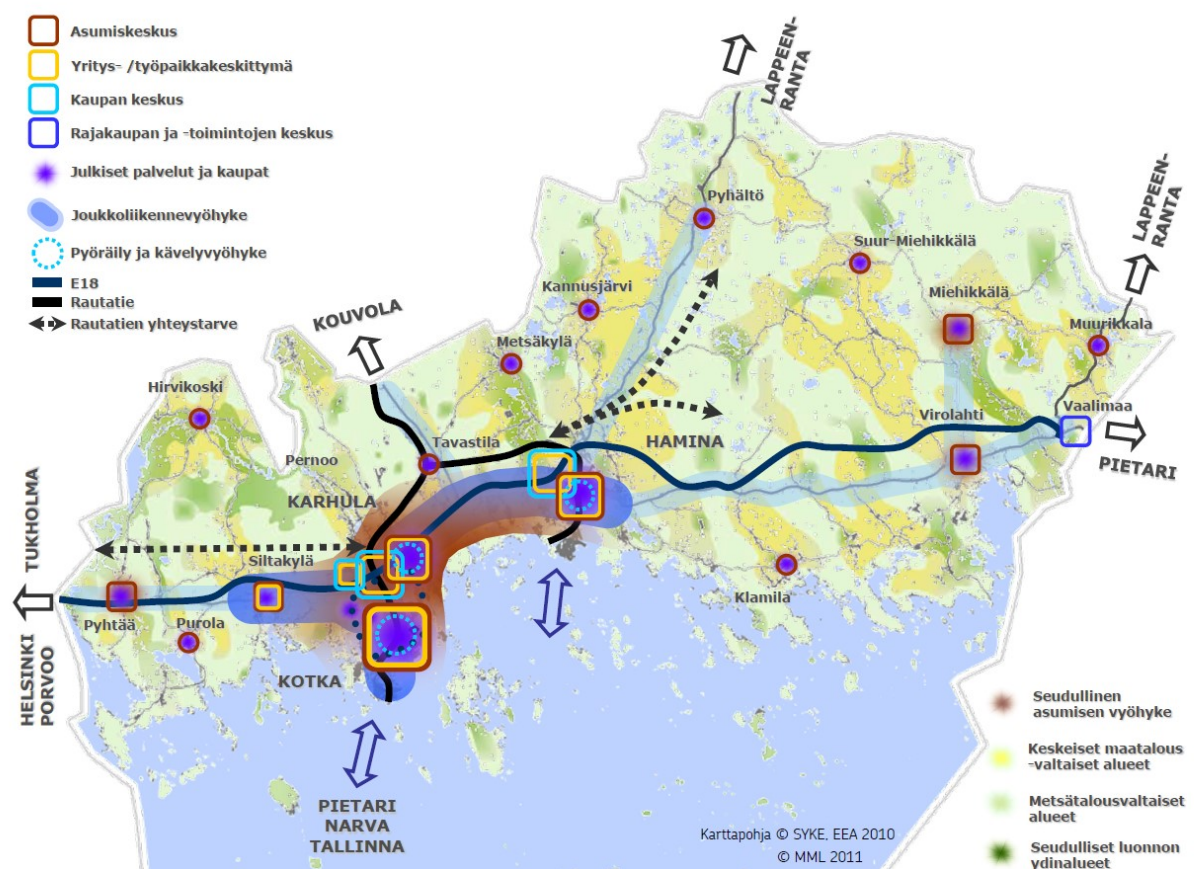 Asumiskeskus
Yritys- /työpaikkakeskittymä
Kaupan keskus
Rajakaupan ja -toimintojen keskus
Julkiset palvelut ja kaupat
Joukkoliikennevyöhyke
Pyöräily ja kävelyvyöhyke
E18
Rautatie
Rautatien yhteystarve
LAPPEEN-
RANTA
Pyhältö
Suur-Miehikkälä
LAPPEEN-
RANTA
Kannusjärvi
Miehikkälä
KOUVOLA
Metsäkylä
Muurikkala
Hirvikoski
Virolahti
Vaalimaa
Tavastila
HAMINA
Pernoo
PIETARI
KARHULA
TUKHOLMA
Siltakylä
Klamila
Pyhtää
Purola
HELSINKI
PORVOO
KOTKA
PIETARI
NARVA
TALLINNA
Seudullinen
asumisen vyöhyke
Keskeiset maatalous
-valtaiset alueet
Metsätalousvaltaiset
alueet
Seudulliset luonnon
ydinalueet
Karttapohja © SYKE, EEA 2010
© MML 2011